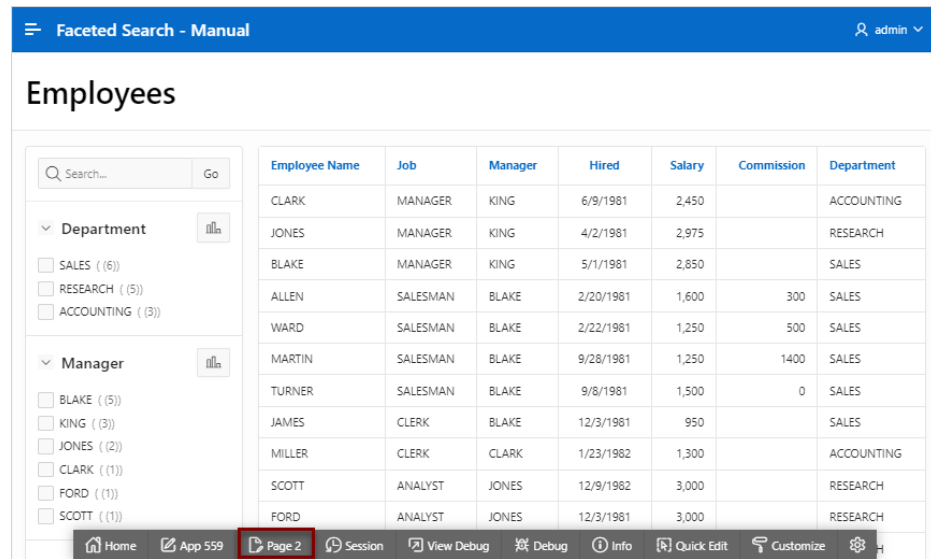 Faceted Search - Manual
admin
Employees
Search...
Go
Department
SALES ((6))
RESEARCH ((5))
ACCOUNTING ((3))
Manager
BLAKE ((5))
KING ((3))
JONES ((2))
CLARK ((1))
FORD ((1))
SCOTT ((1))
Employee Name Job Manager Hired Salary Commission Department
CLARK MANAGER KING 6/9/1981 2,450 ACCOUNTING
JONES MANAGER KING 4/2/1981 2,975 RESEARCH
BLAKE MANAGER KING 5/1/1981 2,850 SALES
ALLEN SALESMAN BLAKE 2/20/1981 1,600 300 SALES
WARD SALESMAN BLAKE 2/22/1981 1,250 500 SALES
MARTIN SALESMAN BLAKE 9/28/1981 1,250 1400 SALES
TURNER SALESMAN BLAKE 9/8/1981 1,500 0 SALES
JAMES CLERK BLAKE 12/3/1981 950 SALES
MILLER CLERK CLARK 1/23/1982 1,300 ACCOUNTING
SCOTT ANALYST JONES 12/9/1982 3,000 RESEARCH
FORD ANALYST JONES 12/3/1981 3,000 RESEARCH
Home App 559 Page 2 Session View Debug Debug Info Quick Edit Customize